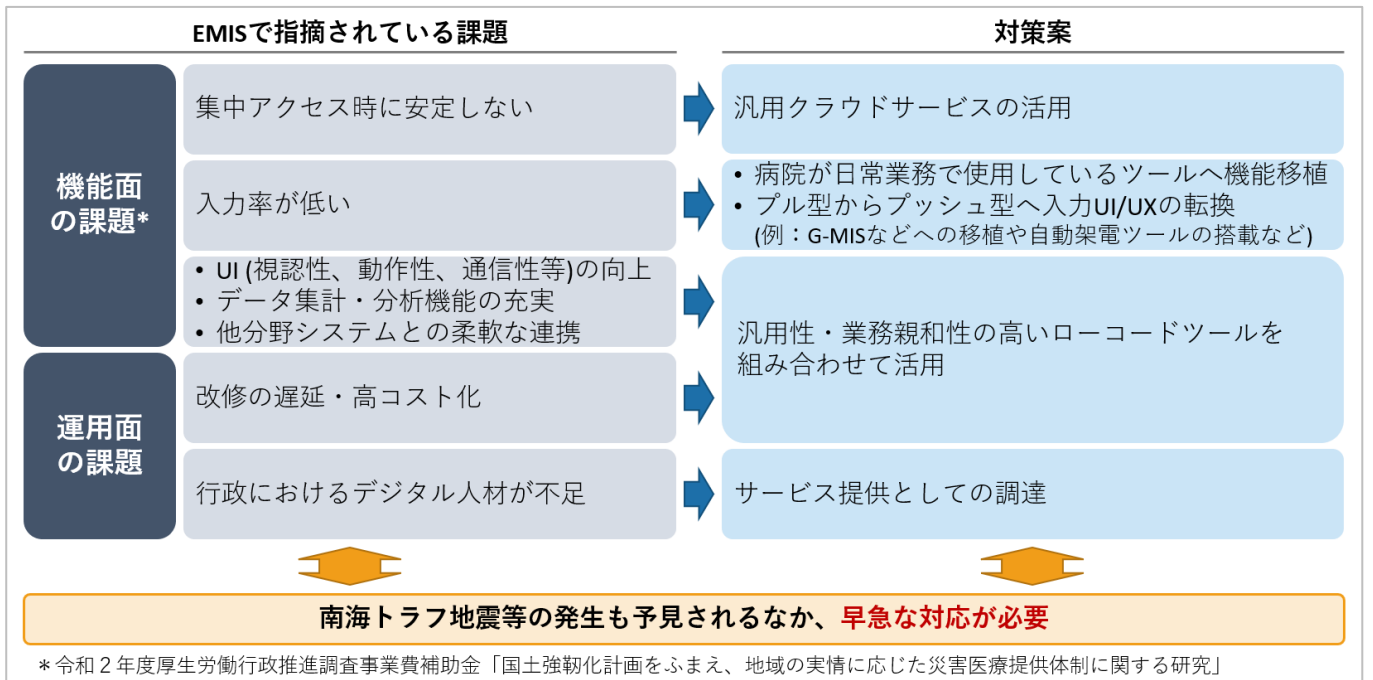 EMISで指摘されている課題
対策案
機能面
の課題*
集中アクセス時に安定しない
汎用クラウドサービスの活用
入力率が低い
• 病院が日常業務で使用しているツールへ機能移植
• プル型からプッシュ型へ入力UI/UXの転換
(例：G-MISなどへの移植や自動架電ツールの搭載など)
• UI (視認性、動作性、通信性等)の向上
• データ集計・分析機能の充実
• 他分野システムとの柔軟な連携
汎用性・業務親和性の高いローコードツールを
組み合わせて活用
運用面
の課題
改修の遅延・高コスト化
行政におけるデジタル人材が不足
サービス提供としての調達
南海トラフ地震等の発生も予見されるなか、早急な対応が必要
＊令和２年度厚生労働行政推進調査事業費補助金「国土強靭化計画をふまえ、地域の実情に応じた災害医療提供体制に関する研究」